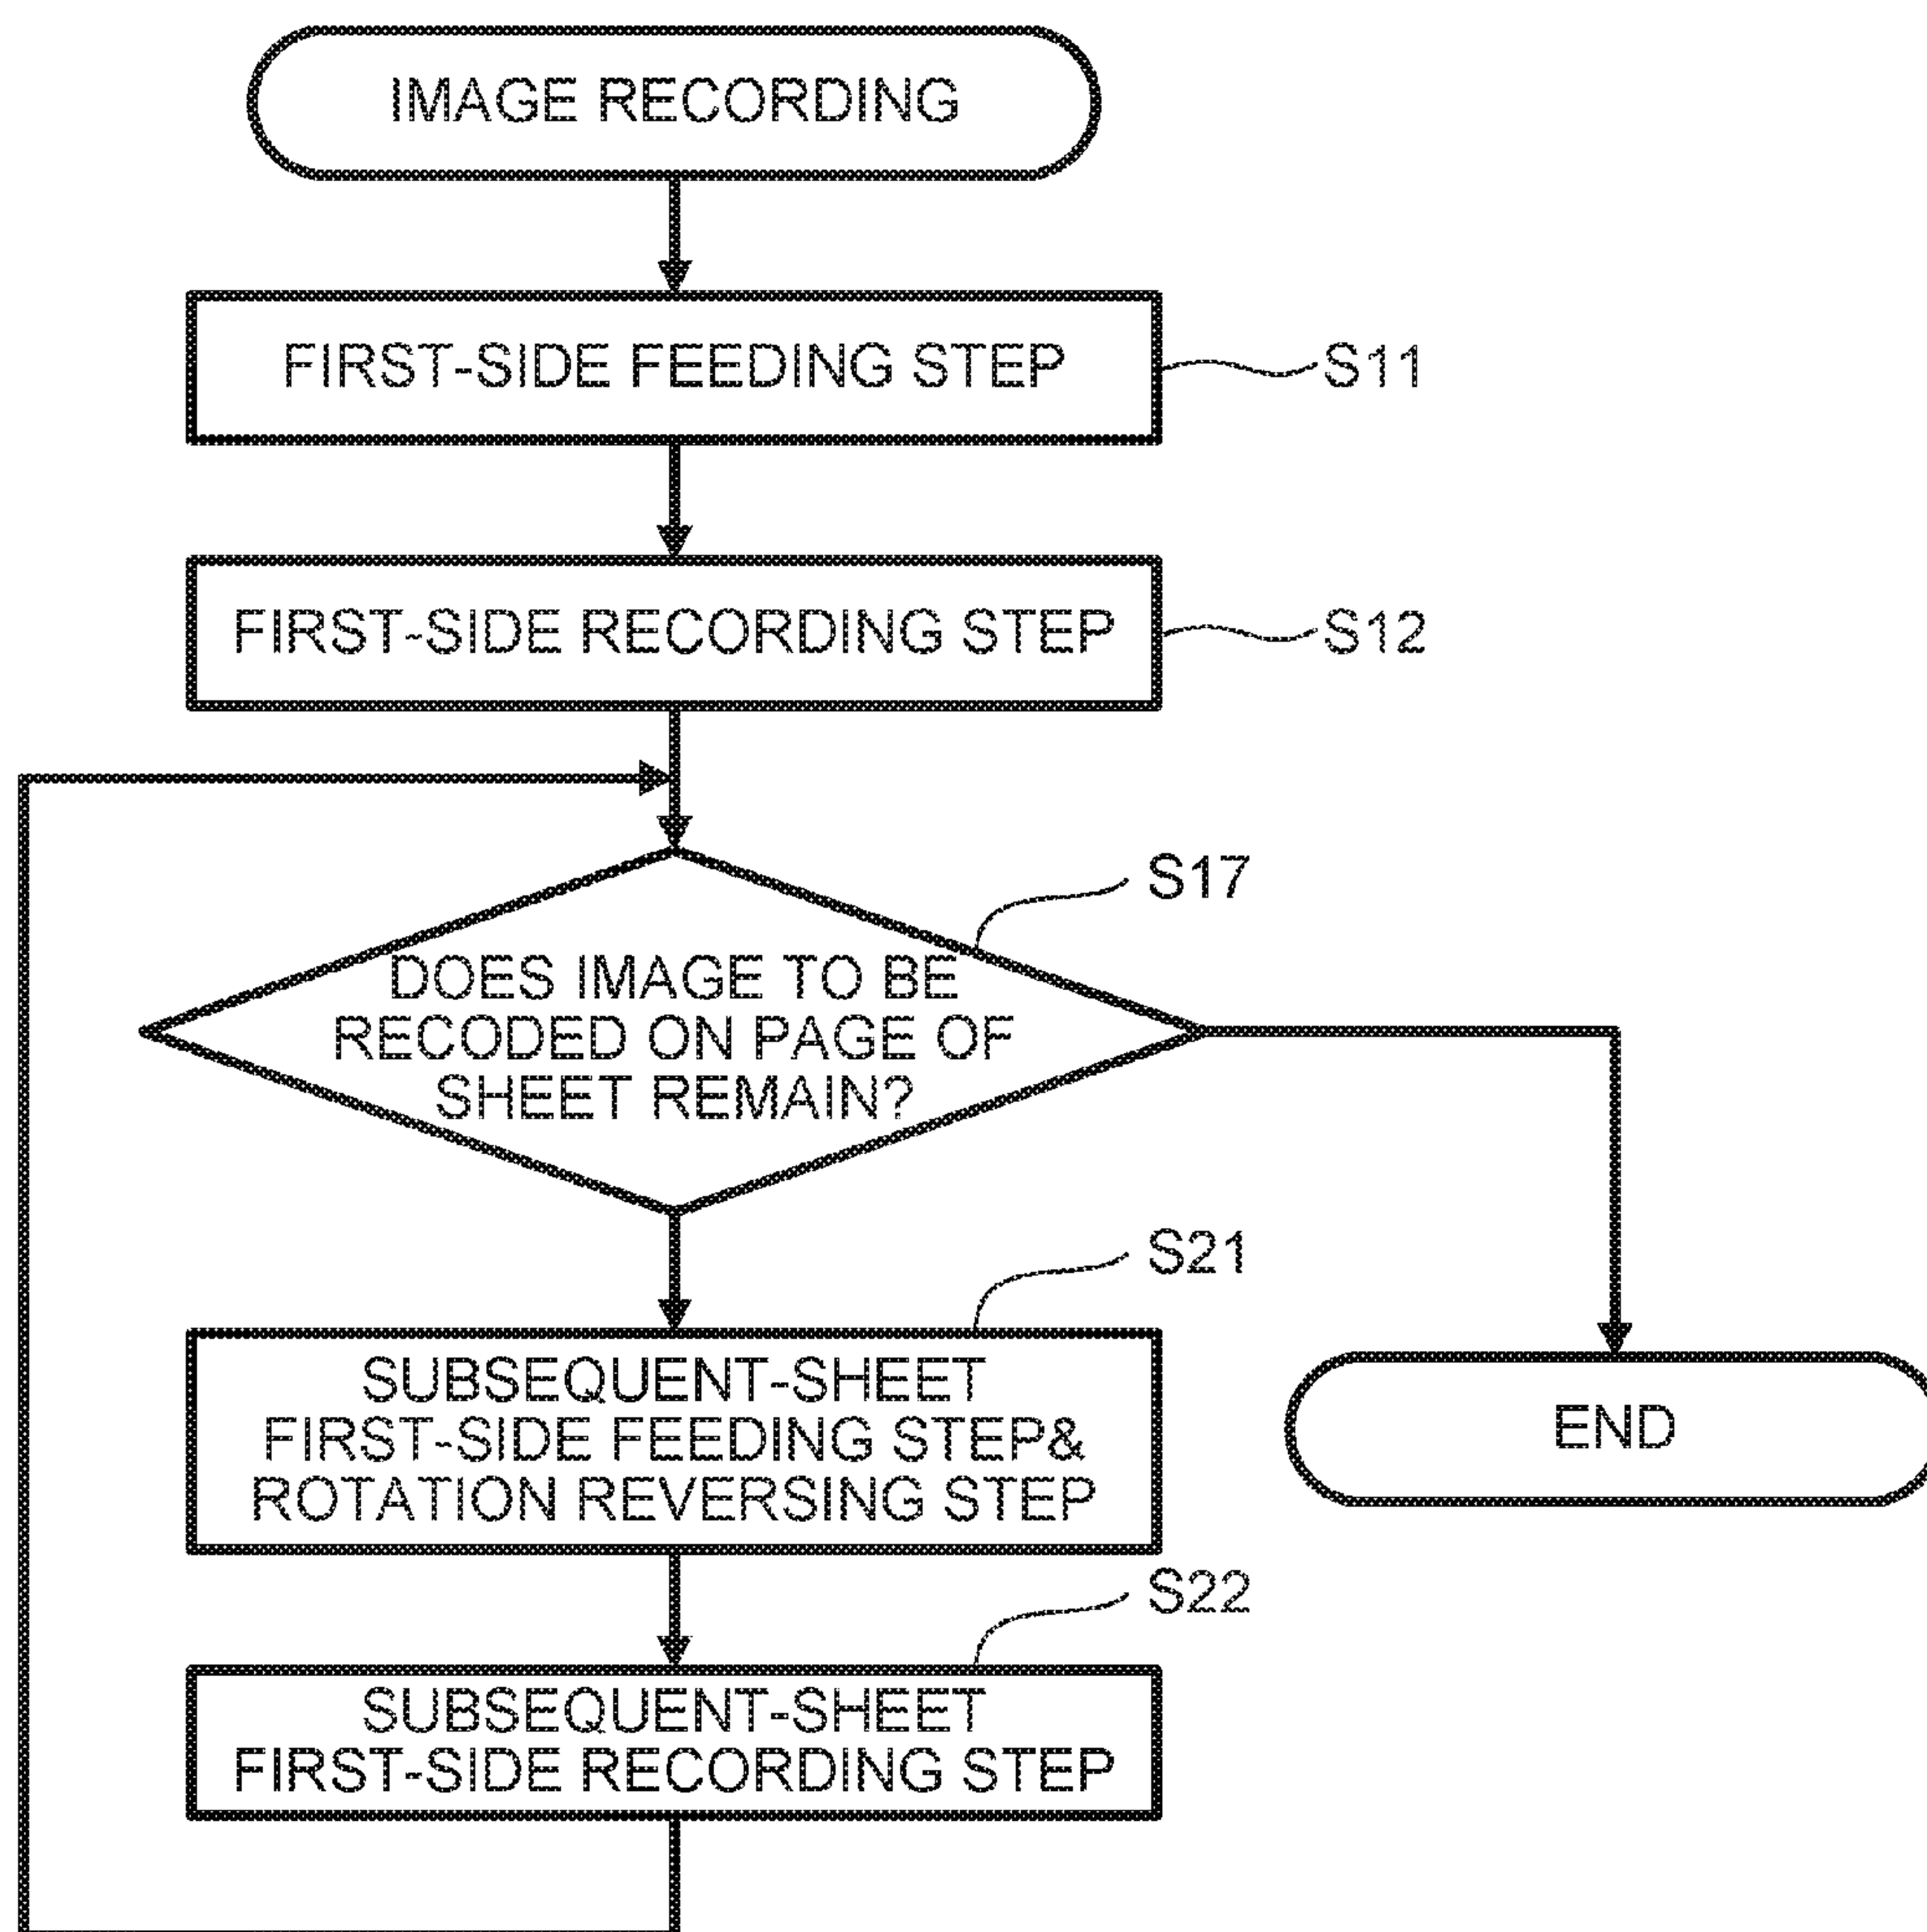 IMAGE RECORDING
FIRST-SIDE FEEDING STEP
S11
FIRST-SIDE RECORDING STEP
S12
S17
DOES IMAGE TO BE
RECODED ON PAGE OF
SHEET REMAIN?
S21
SUBSEQUENT-SHEET
FIRST-SIDE FEEDING STEP&
ROTATION REVERSING STEP
END
S22
SUBSEQUENT-SHEET
FIRST-SIDE RECORDING STEP